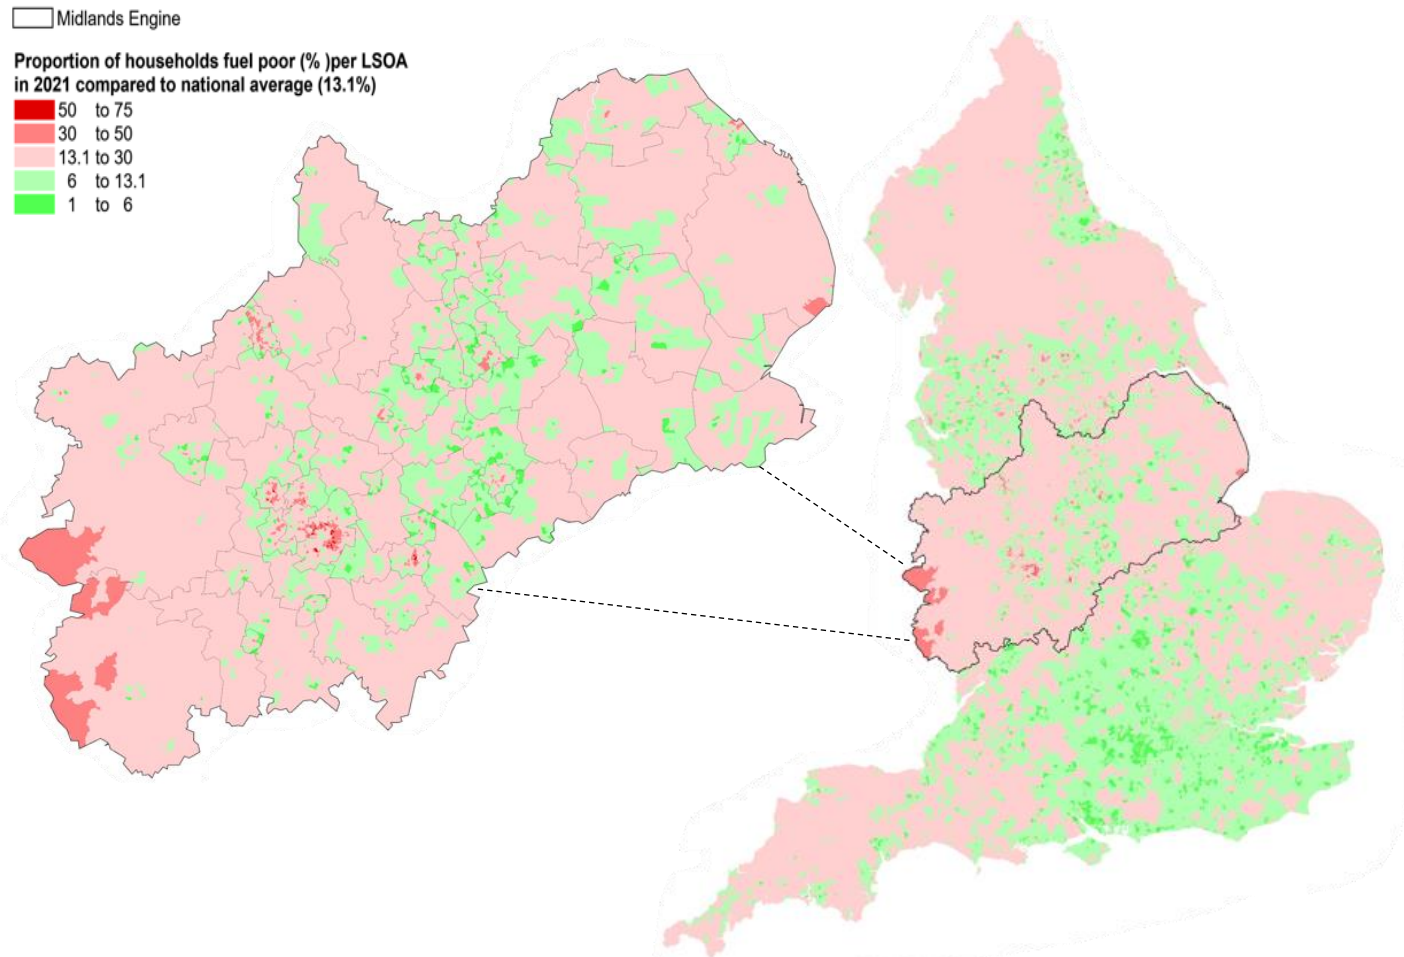 Midlands Engine
Proportion of households fuel poor (% )per LSOA
in 2021 compared to national average (13.1%)
50 to 75
30 to 50
13.1 to 30
6 to 13.1
1 to 6